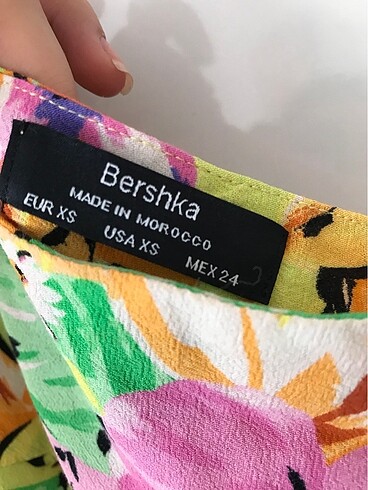 Bershka
MADE IN MOROCCO
EUR XS
USA XS
MEX 24